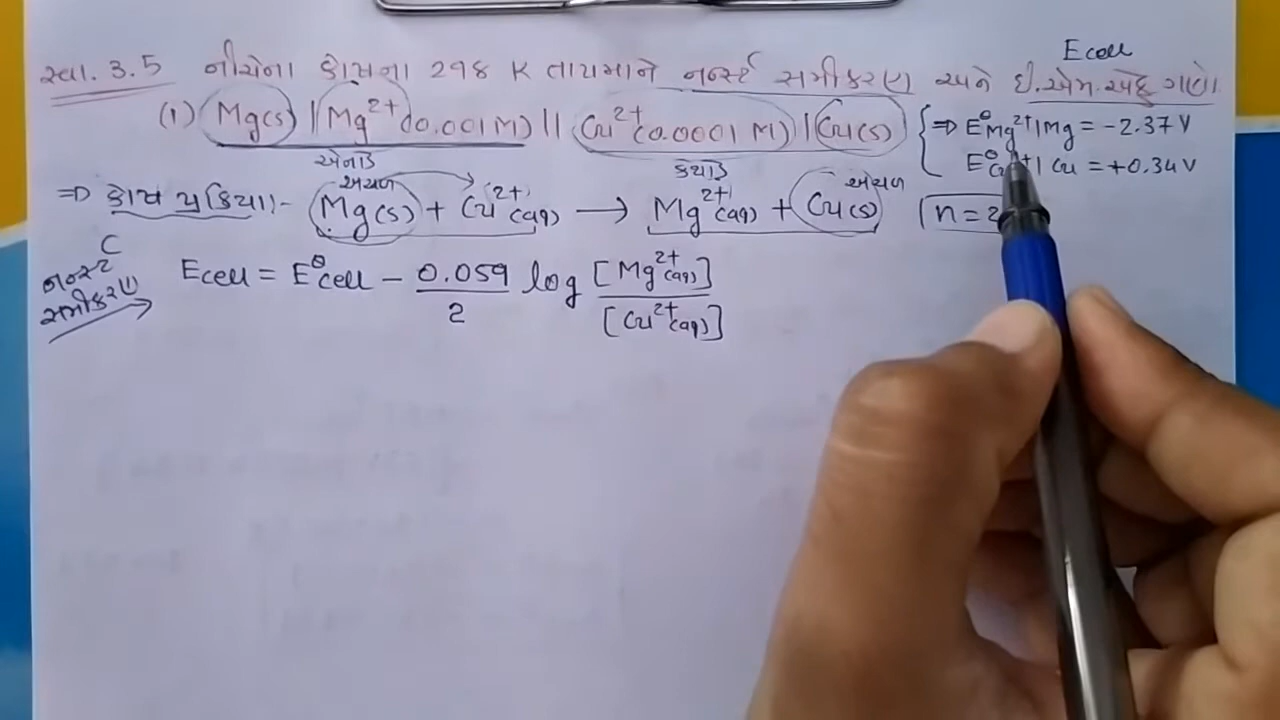 Ecell
સ્વા. 3.5 નીચેના કોષના 298 K તાપમાને નર્ન્સ્ટ સમીકરણ અને ઈ.એમ.એફ ગણો.
(1) Mg(s) | Mg²⁺(0.001M) || Cu²⁺(0.0001 M) | Cu(s) { ⇒ E°Mg²⁺|Mg = -2.37 V
એનોડ કેથોડ E°Cu²⁺| Cu = +0.34 V
અચળ (2+) અચળ
⇒ કોષ પ્રક્રિયા:- Mg(s) + Cu²⁺(aq) → Mg²⁺(aq) + Cu(s) n=2
C
નર્ન્સ્ટ સમીકરણ → Ecell = E°cell - 0.059/2 log [Mg²⁺(aq)]/[Cu²⁺(aq)]